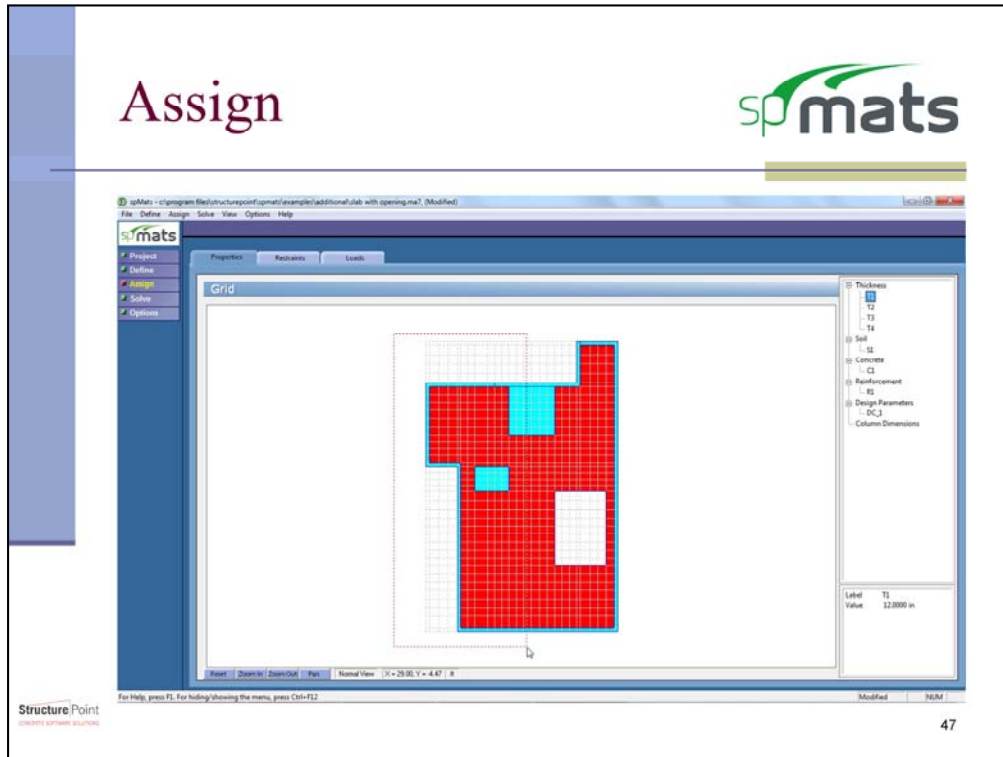 Assign
spmats
spMats - c:\program files\structurepoint\spmats\examples\additional\slab with opening.ma7, (Modified)
File Define Assign Solve View Options Help
spmats
Project
Define
Assign
Solve
Options
Properties Restraints Loads
Grid
Thickness
T1
T2
T3
T4
Soil
S1
Concrete
C1
Reinforcement
R1
Design Parameters
DC_1
Column Dimensions
Label T1
Value 12.0000 in
Reset Zoom In Zoom Out Pan Normal View X = 29.00, Y = -4.47 ft
For Help, press F1. For hiding/showing the menu, press Ctrl+F12
Modified NUM
StructurePoint
CONCRETE SOFTWARE SOLUTIONS
47